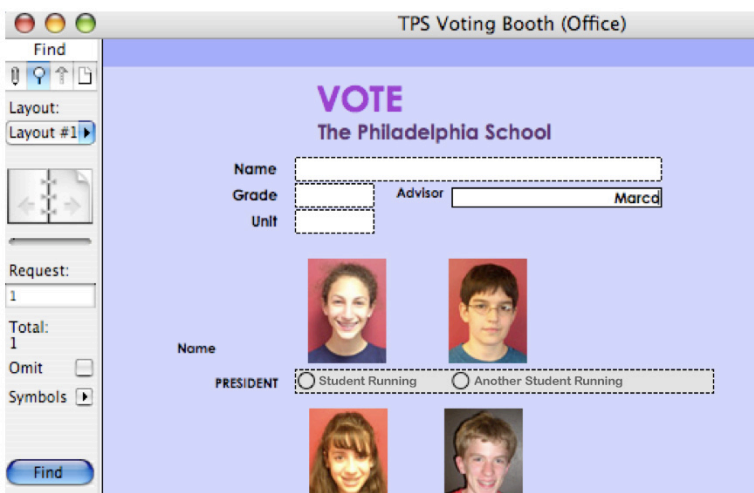 TPS Voting Booth (Office)
Find
Layout:
Layout #1
VOTE
The Philadelphia School
Name
Grade
Advisor
Marco
Unit
Request:
1
Total:
1
Omit
Symbols
Find
Name
PRESIDENT
Student Running
Another Student Running